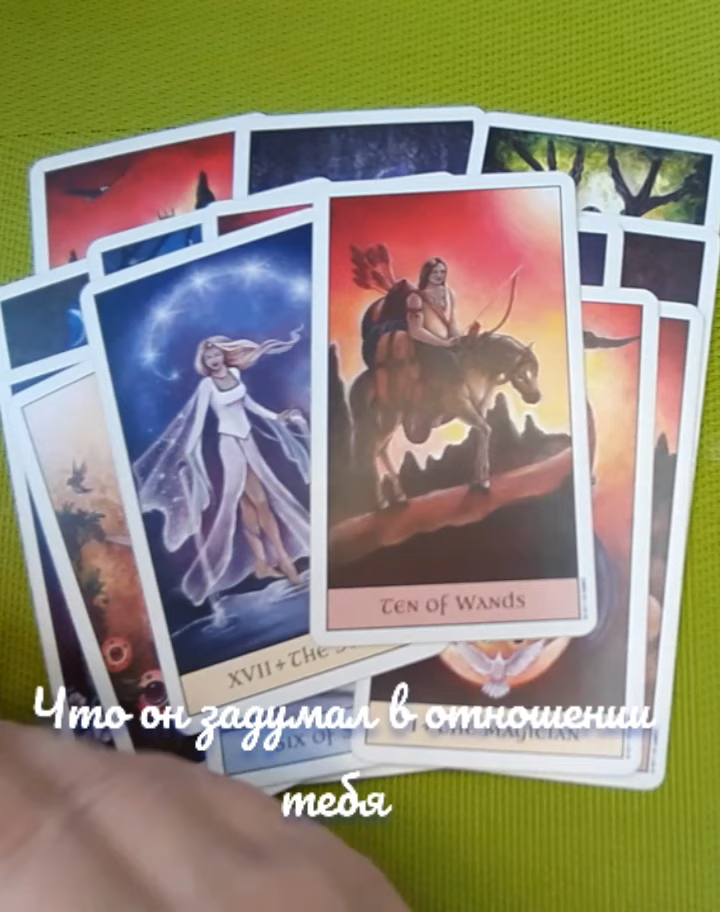 Ten of Wands
XVII + The
Six of
I + The Magician
Что он задумал в отношении
тебя